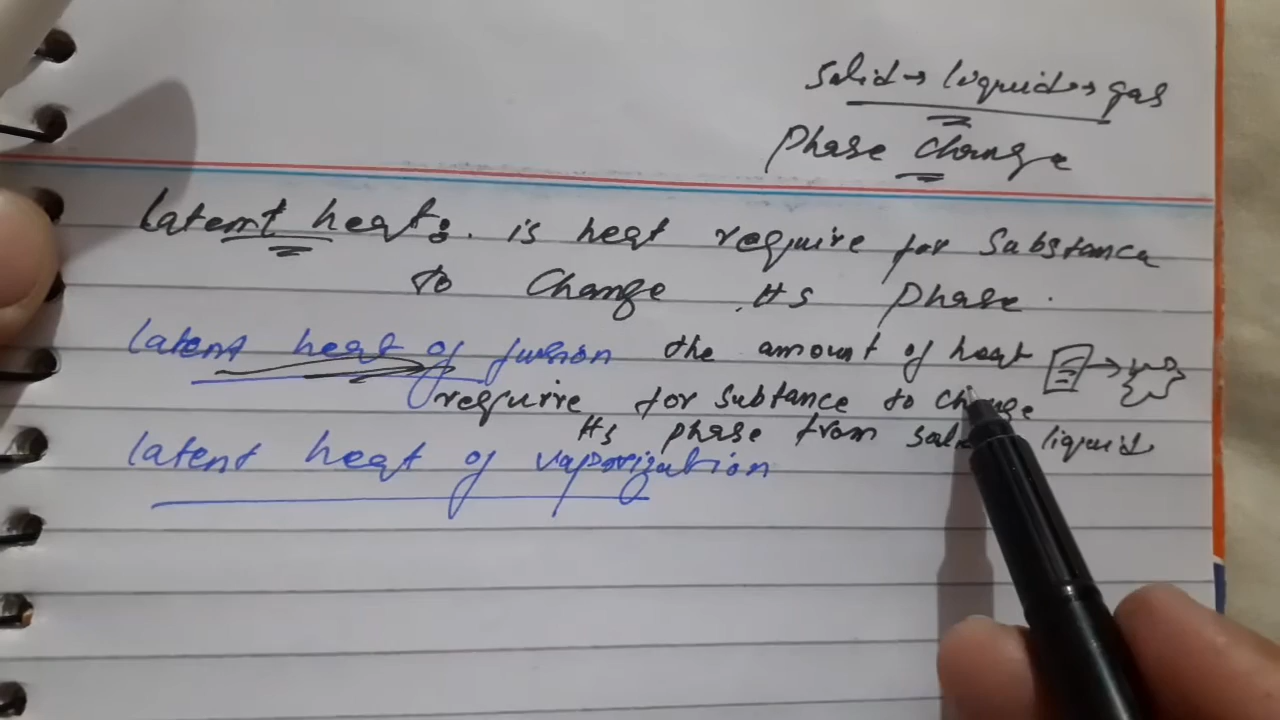 Solid → liquid → gas
Phase change
latent heat: is heat require for Substance
to Change its phase.
latent heat of fusion the amount of heat
require for subtance to change
its phase from solid liquid
latent heat of vaporization